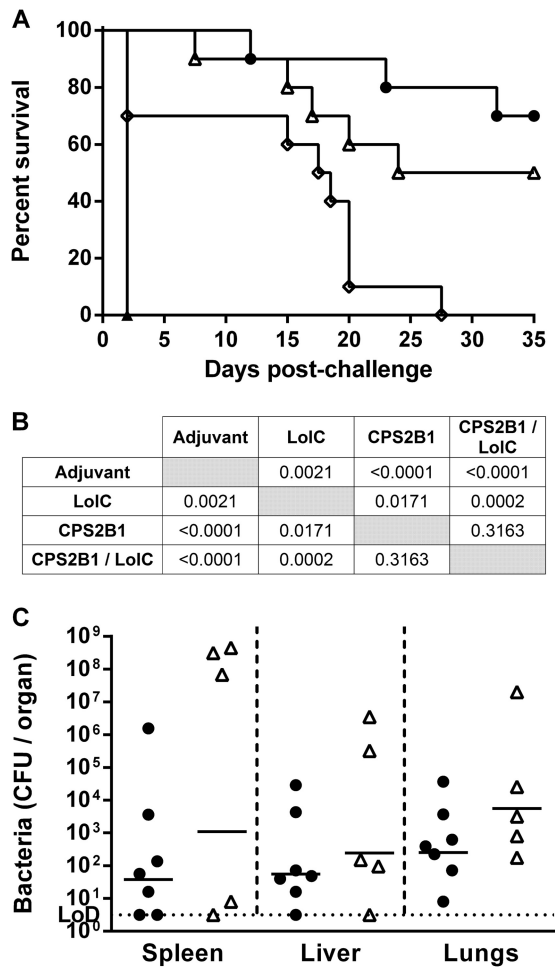 A
Percent survival
100
80
60
40
20
0
0 5 10 15 20 25 30 35
Days post-challenge
B
Adjuvant LolC CPS2B1 CPS2B1 / LolC
Adjuvant 0.0021 <0.0001 <0.0001
LolC 0.0021 0.0171 0.0002
CPS2B1 <0.0001 0.0171 0.3163
CPS2B1 / LolC <0.0001 0.0002 0.3163
C
Bacteria (CFU / organ)
10⁹
10⁸
10⁷
10⁶
10⁵
10⁴
10³
10²
10¹
LoD
10⁰
Spleen Liver Lungs